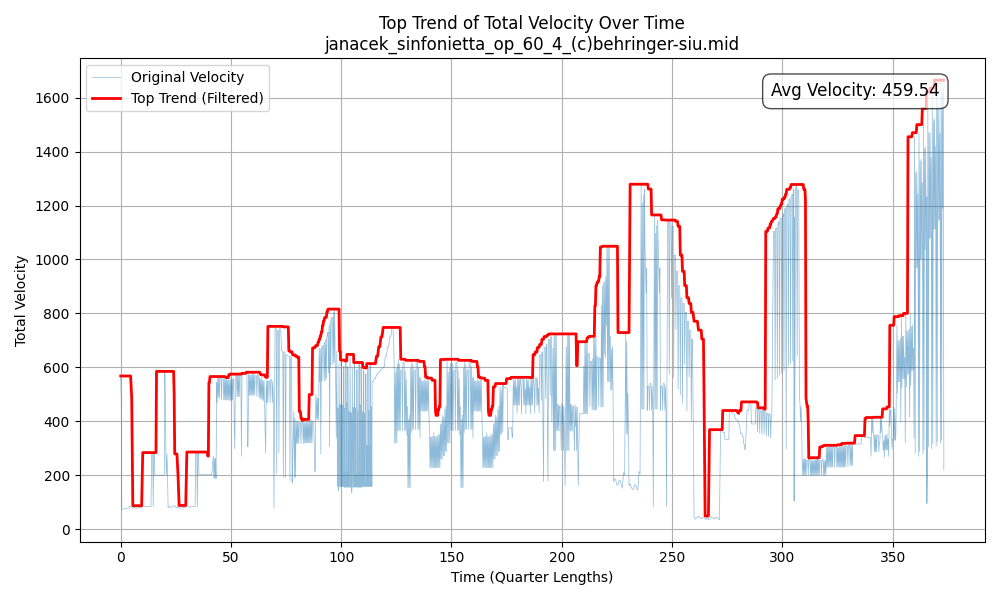 Top Trend of Total Velocity Over Time
janacek_sinfonietta_op_60_4_(c)behringer-siu.mid
Original Velocity
Top Trend (Filtered)
Avg Velocity: 459.54
Total Velocity
1600
1400
1200
1000
800
600
400
200
0
0 50 100 150 200 250 300 350
Time (Quarter Lengths)